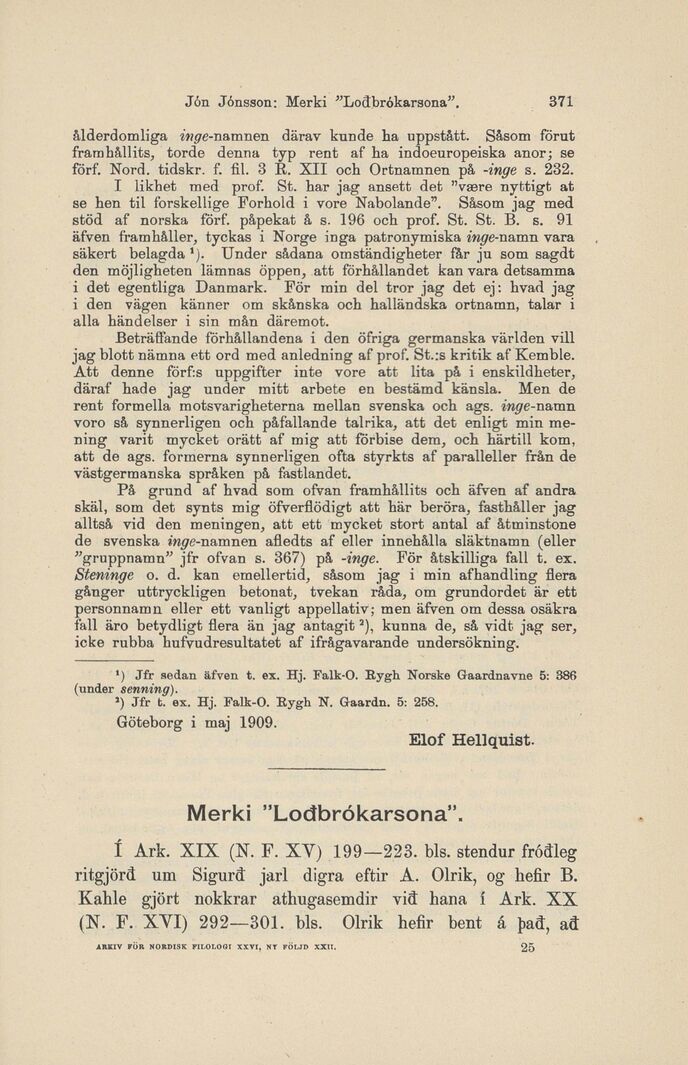 Jón Jónsson: Merki ”Lođbrókarsona”. 371
ålderdomliga inge-namnen därav kunde ha uppstått. Såsom förut
framhållits, torde denna typ rent af ha indoeuropeiska anor; se
förf. Nord. tidskr. f. fil. 3 R. XII och Ortnamnen på -inge s. 232.
I likhet med prof. St. har jag ansett det ”være nyttigt at
se hen til forskellige Forhold i vore Nabolande”. Såsom jag med
stöd af norska förf. påpekat å s. 196 och prof. St. St. B. s. 91
äfven framhåller, tyckas i Norge inga patronymiska inge-namn vara
säkert belagda ¹). Under sådana omständigheter får ju som sagdt
den möjligheten lämnas öppen, att förhållandet kan vara detsamma
i det egentliga Danmark. För min del tror jag det ej: hvad jag
i den vägen känner om skånska och halländska ortnamn, talar i
alla händelser i sin mån däremot.
Beträffande förhållandena i den öfriga germanska världen vill
jag blott nämna ett ord med anledning af prof. St.:s kritik af Kemble.
Att denne förf:s uppgifter inte vore att lita på i enskildheter,
däraf hade jag under mitt arbete en bestämd känsla. Men de
rent formella motsvarigheterna mellan svenska och ags. inge-namn
voro så synnerligen och påfallande talrika, att det enligt min me-
ning varit mycket orätt af mig att förbise dem, och härtill kom,
att de ags. formerna synnerligen ofta styrkts af paralleller från de
västgermanska språken på fastlandet.
På grund af hvad som ofvan framhållits och äfven af andra
skäl, som det synts mig öfverflödigt att här beröra, fasthåller jag
alltså vid den meningen, att ett mycket stort antal af åtminstone
de svenska inge-namnen afledts af eller innehålla släktnamn (eller
”gruppnamn” jfr ofvan s. 367) på -inge. För åtskilliga fall t. ex.
Steninge o. d. kan emellertid, såsom jag i min afhandling flera
gånger uttryckligen betonat, tvekan råda, om grundordet är ett
personnamn eller ett vanligt appellativ; men äfven om dessa osäkra
fall äro betydligt flera än jag antagit ²), kunna de, så vidt jag ser,
icke rubba hufvudresultatet af ifrågavarande undersökning.
¹) Jfr sedan äfven t. ex. Hj. Falk-O. Rygh Norske Gaardnavne 5: 386
(under senning).
²) Jfr t. ex. Hj. Falk-O. Rygh N. Gaardn. 5: 258.
Göteborg i maj 1909.
Elof Hellquist.
Merki ”Lođbrókarsona”.
Í Ark. XIX (N. F. XV) 199—223. bls. stendur fróđleg
ritgjörđ um Sigurđ jarl digra eftir A. Olrik, og hefir B.
Kahle gjört nokkrar athugasemdir viđ hana í Ark. XX
(N. F. XVI) 292—301. bls. Olrik hefir bent á þađ, ađ
ARKIV FÖR NORDISK FILOLOGI XXVI, NY FÖLJD XXII. 25